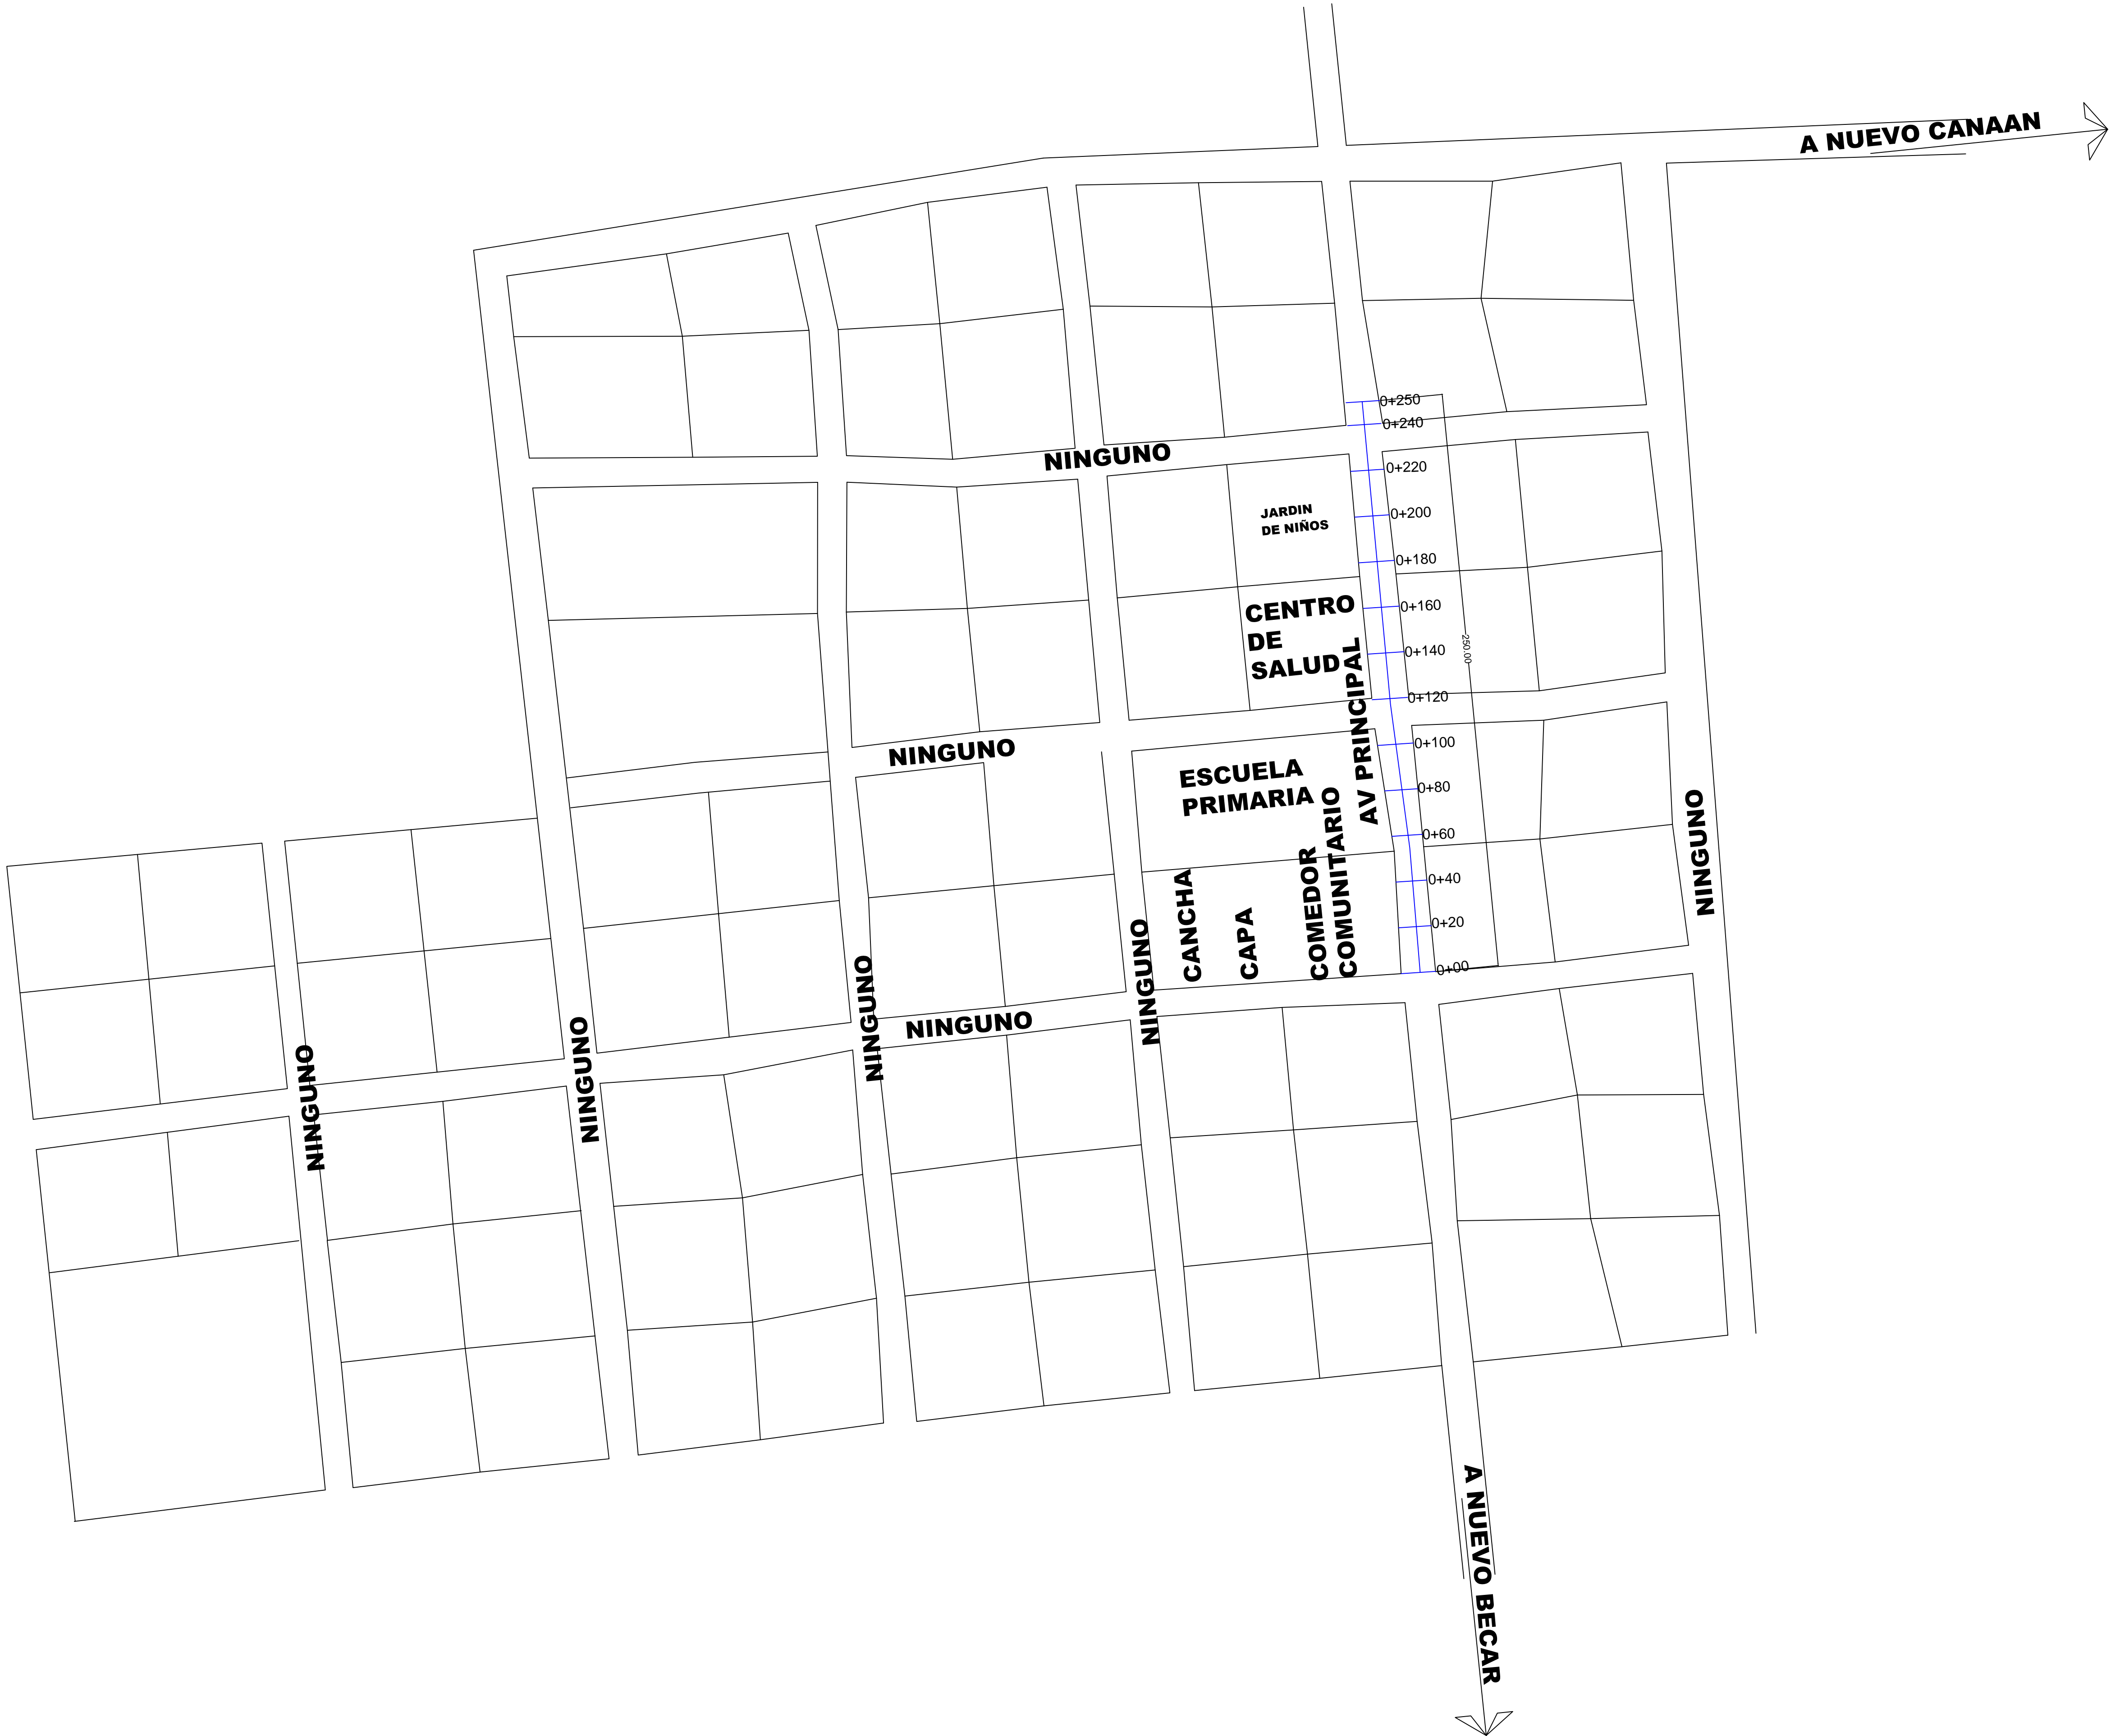 A NUEVO CANAAN
0+250
0+240
NINGUNO
0+220
JARDIN
DE NIÑOS
0+200
0+180
CENTRO
DE
SALUD
0+160
0+140
250.00
0+120
AV PRINCIPAL
NINGUNO
0+100
ESCUELA
PRIMARIA
0+80
0+60
NINGUNO
CANCHA
CAPA
COMEDOR
COMUNITARIO
0+40
0+20
0+00
NINGUNO
NINGUNO
NINGUNO
NINGUNO
NINGUNO
A NUEVO BECAR